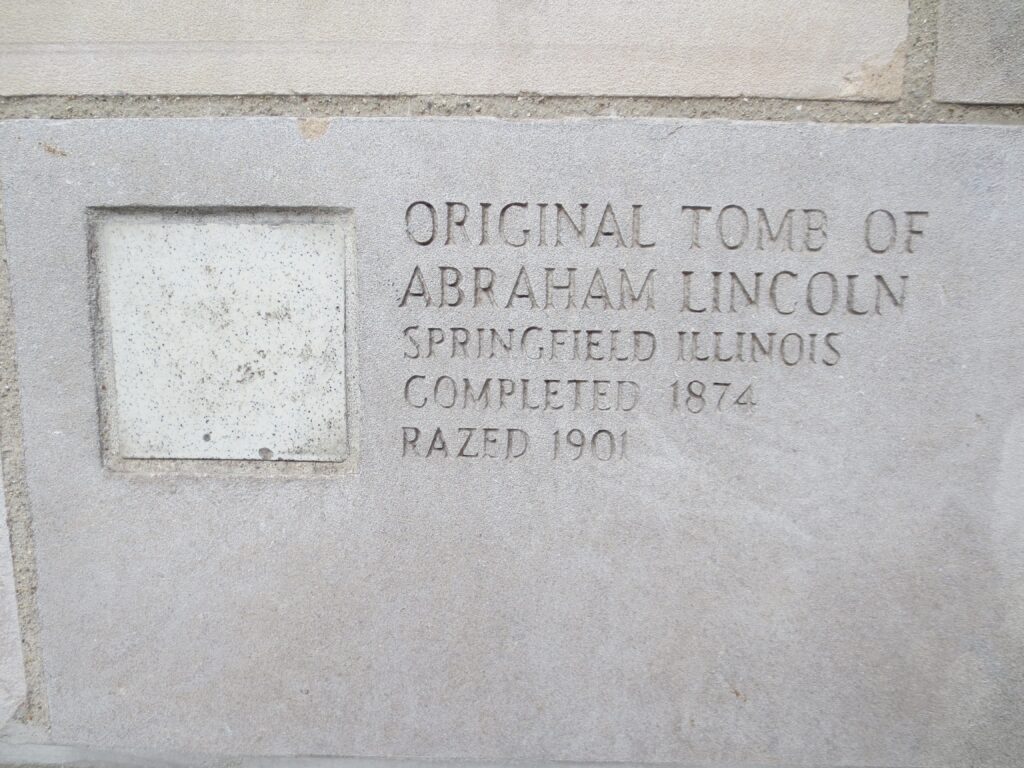 ORIGINAL TOMB OF
ABRAHAM LINCOLN
SPRINGFIELD ILLINOIS
COMPLETED 1874
RAZED 1901